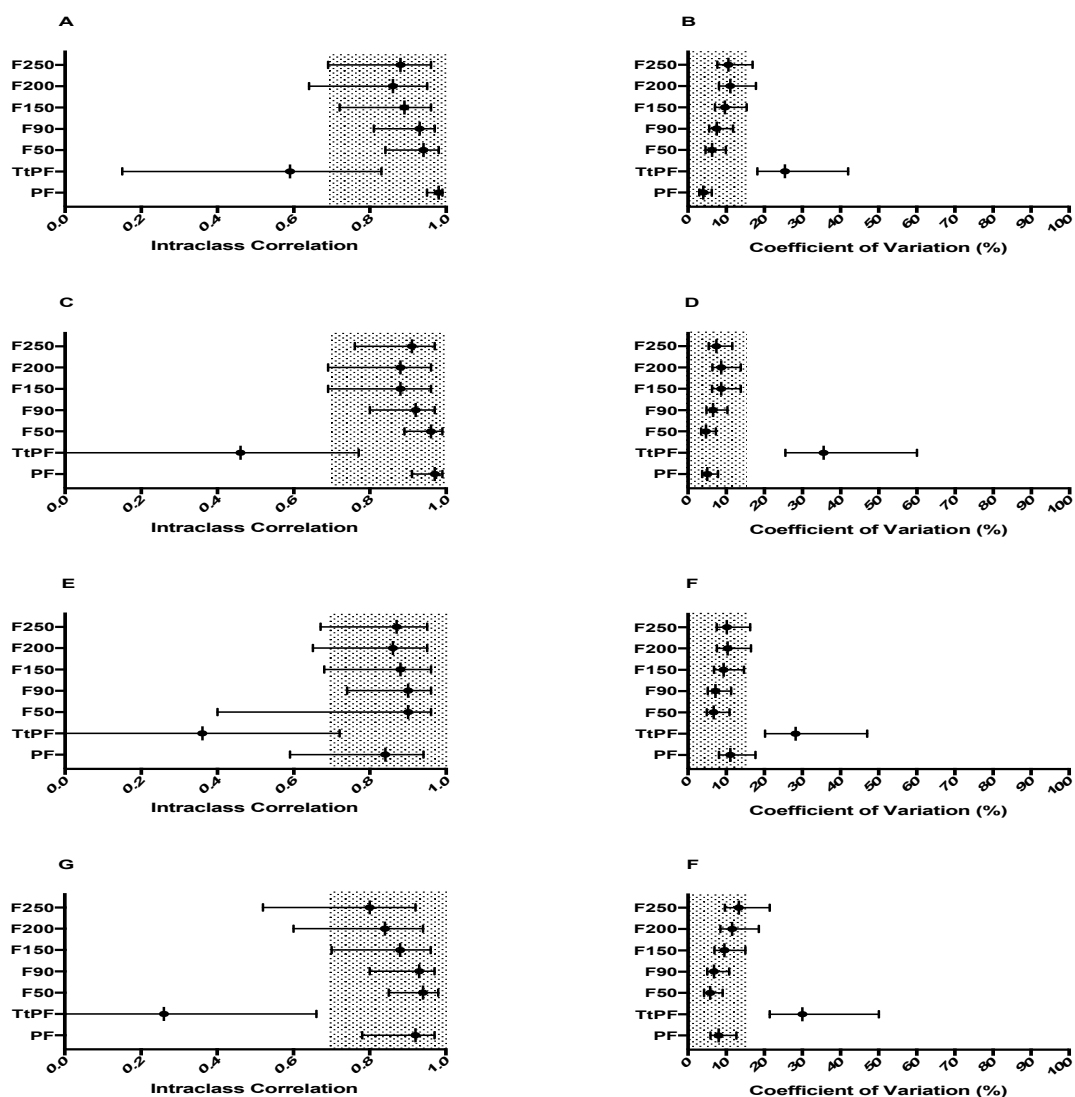 A
F250
F200
F150
F90
F50
TtPF
PF
0.0 0.2 0.4 0.6 0.8 1.0
Intraclass Correlation
B
F250
F200
F150
F90
F50
TtPF
PF
0 10 20 30 40 50 60 70 80 90 100
Coefficient of Variation (%)
C
F250
F200
F150
F90
F50
TtPF
PF
0.0 0.2 0.4 0.6 0.8 1.0
Intraclass Correlation
D
F250
F200
F150
F90
F50
TtPF
PF
0 10 20 30 40 50 60 70 80 90 100
Coefficient of Variation (%)
E
F250
F200
F150
F90
F50
TtPF
PF
0.0 0.2 0.4 0.6 0.8 1.0
Intraclass Correlation
F
F250
F200
F150
F90
F50
TtPF
PF
0 10 20 30 40 50 60 70 80 90 100
Coefficient of Variation (%)
G
F250
F200
F150
F90
F50
TtPF
PF
0.0 0.2 0.4 0.6 0.8 1.0
Intraclass Correlation
F
F250
F200
F150
F90
F50
TtPF
PF
0 10 20 30 40 50 60 70 80 90 100
Coefficient of Variation (%)